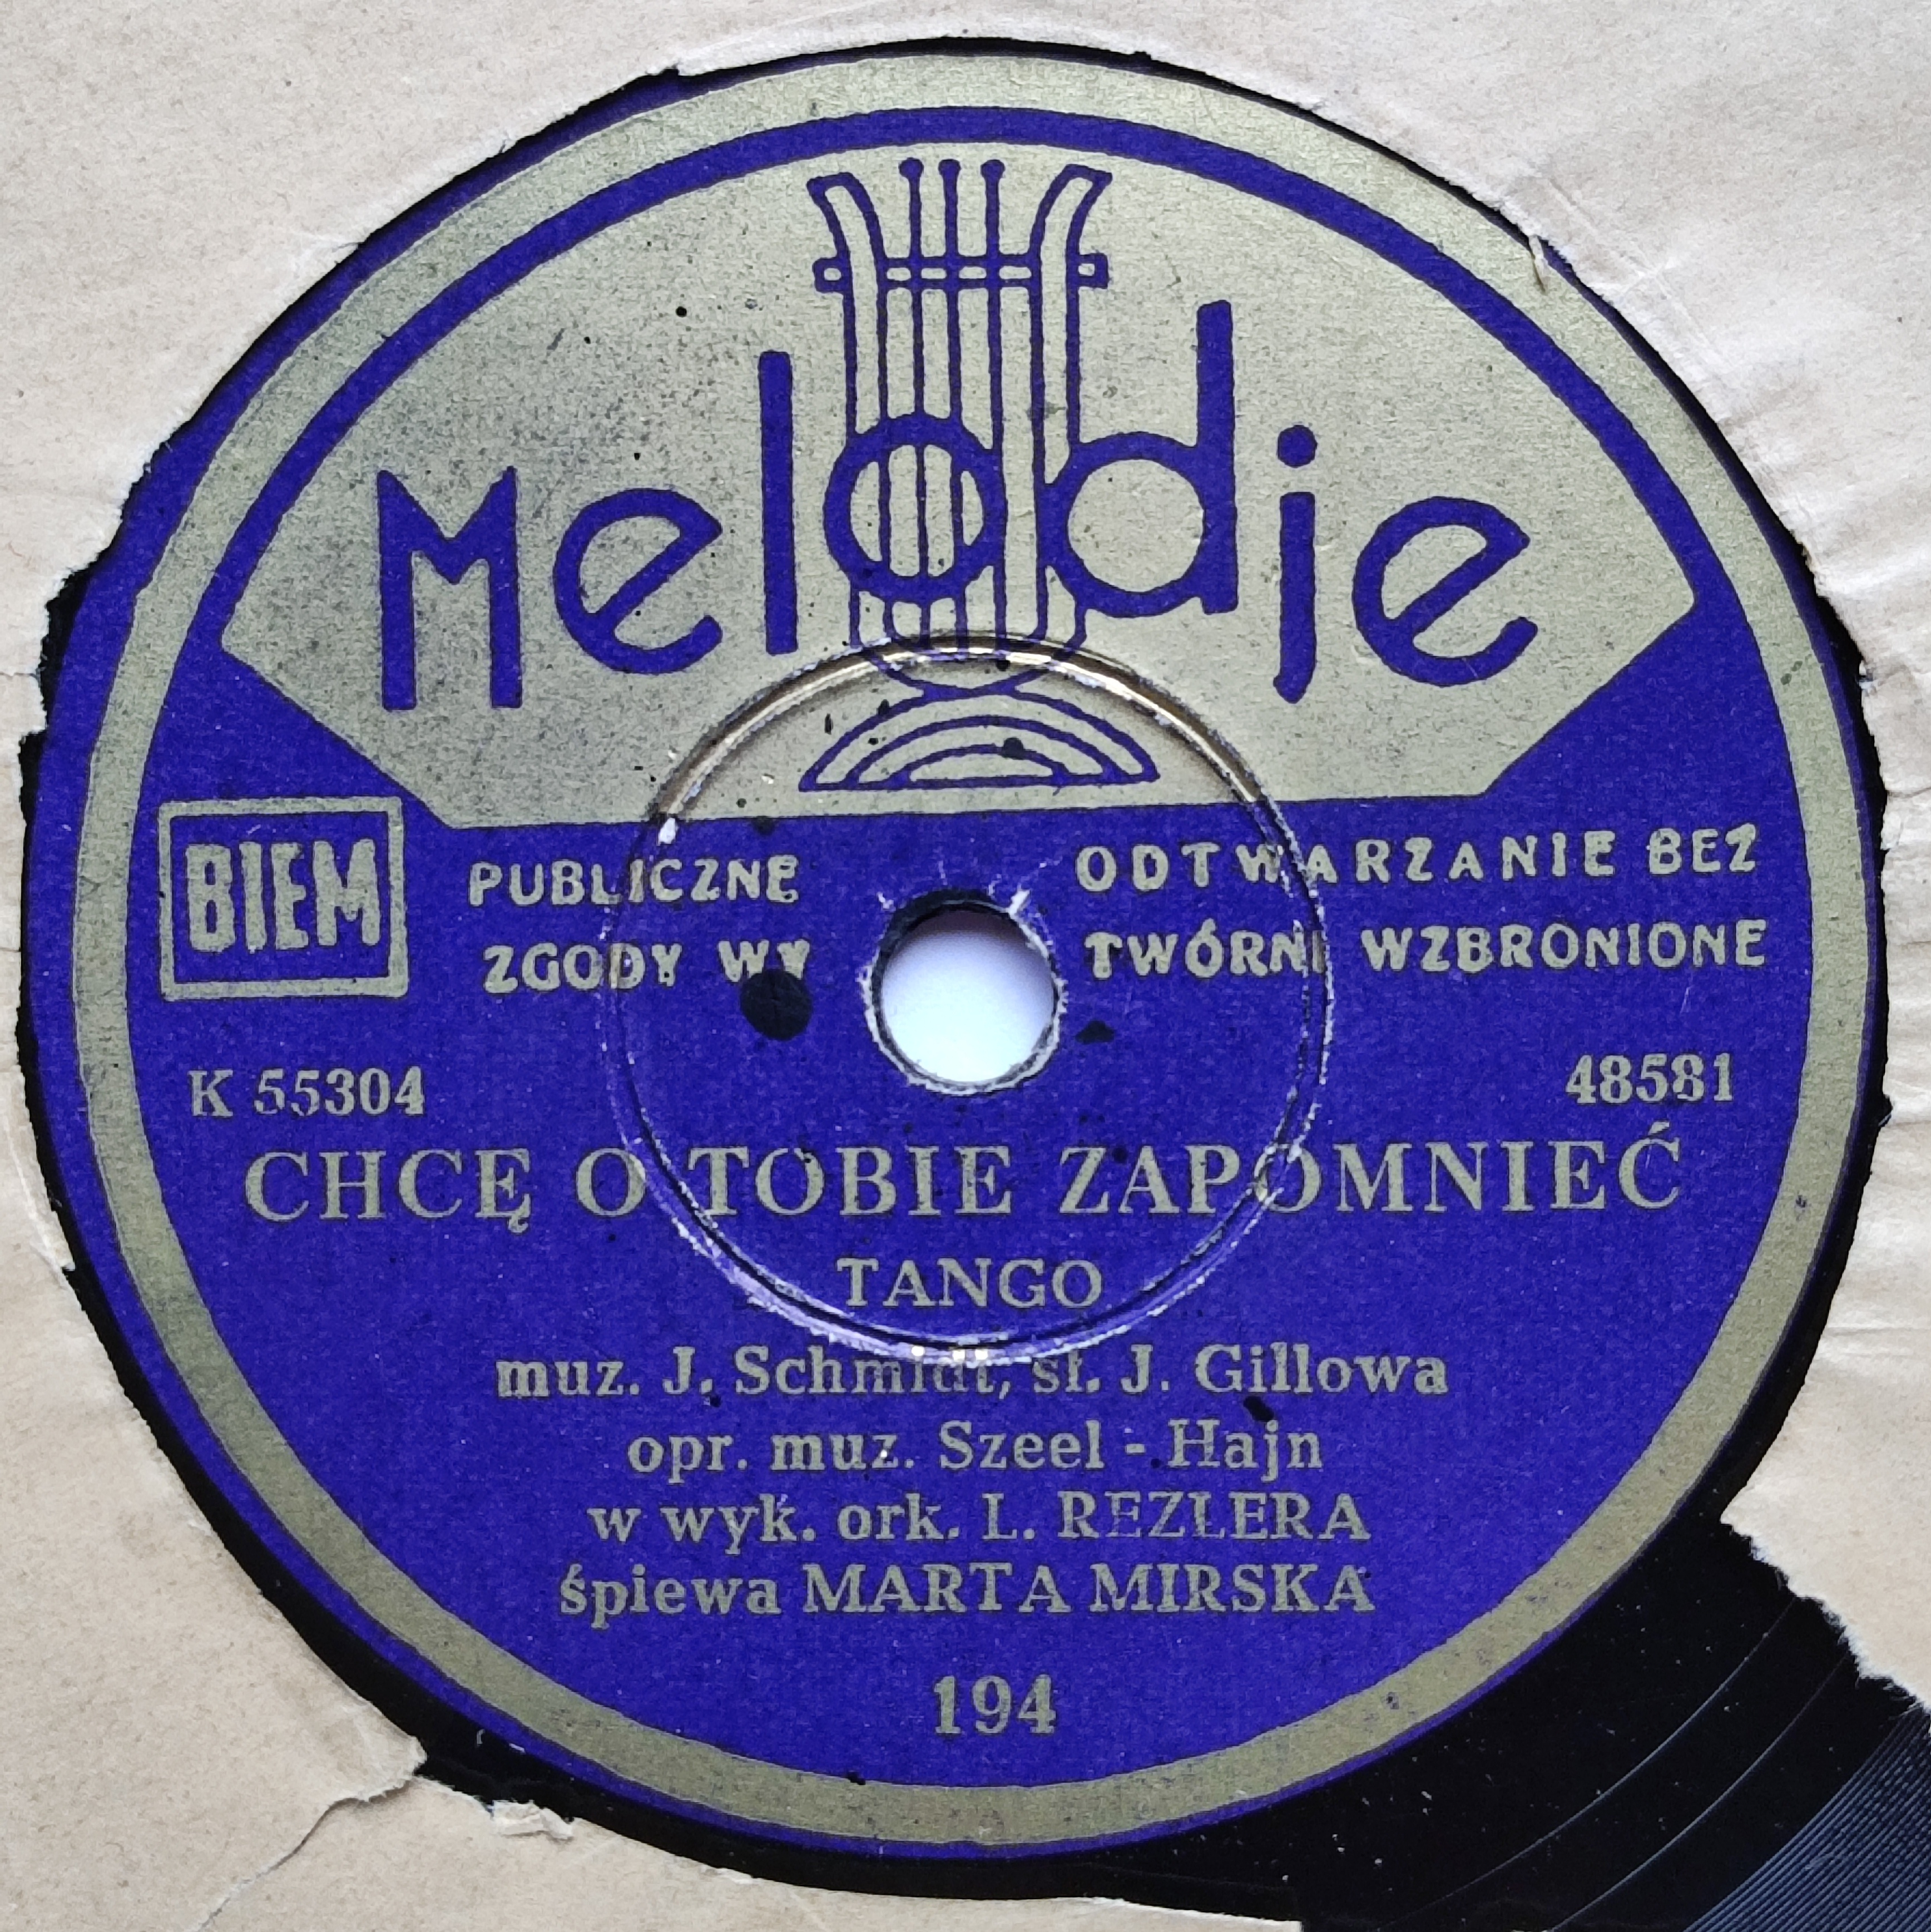 Melodje
BIEM
PUBLICZNE ODTWARZANIE BEZ
ZGODY WYTWÓRNI WZBRONIONE
K 55304 48581
CHCĘ O TOBIE ZAPOMNIEĆ
TANGO
muz. J. Schmidt, sł. J. Gillowa
opr. muz. Szeel - Hajn
w wyk. ork. L. REZLERA
śpiewa MARTA MIRSKA
194